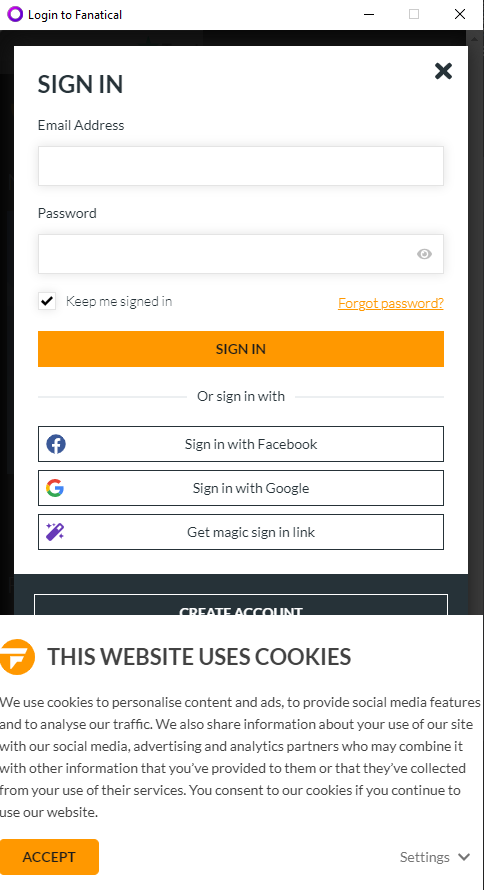 Login to Fanatical
SIGN IN
Email Address
Password
Keep me signed in
Forgot password?
SIGN IN
Or sign in with
Sign in with Facebook
Sign in with Google
Get magic sign in link
CREATE ACCOUNT
THIS WEBSITE USES COOKIES
We use cookies to personalise content and ads, to provide social media features
and to analyse our traffic. We also share information about your use of our site
with our social media, advertising and analytics partners who may combine it
with other information that you've provided to them or that they've collected
from your use of their services. You consent to our cookies if you continue to
use our website.
ACCEPT
Settings